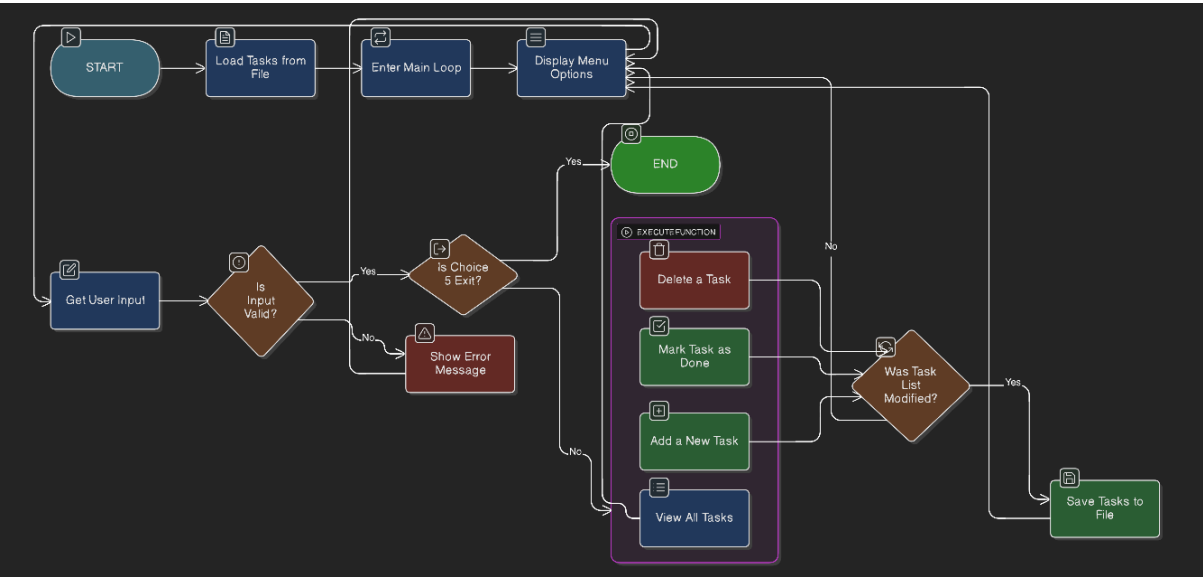 START
Load Tasks from
File
Enter Main Loop
Display Menu
Options
Yes
END
EXECUTE FUNCTION
No
Delete a Task
Is Choice
5 Exit?
Yes
Get User Input
Is
Input
Valid?
No
Show Error
Message
Mark Task as
Done
Was Task
List
Modified?
Yes
Add a New Task
No
View All Tasks
Save Tasks to
File